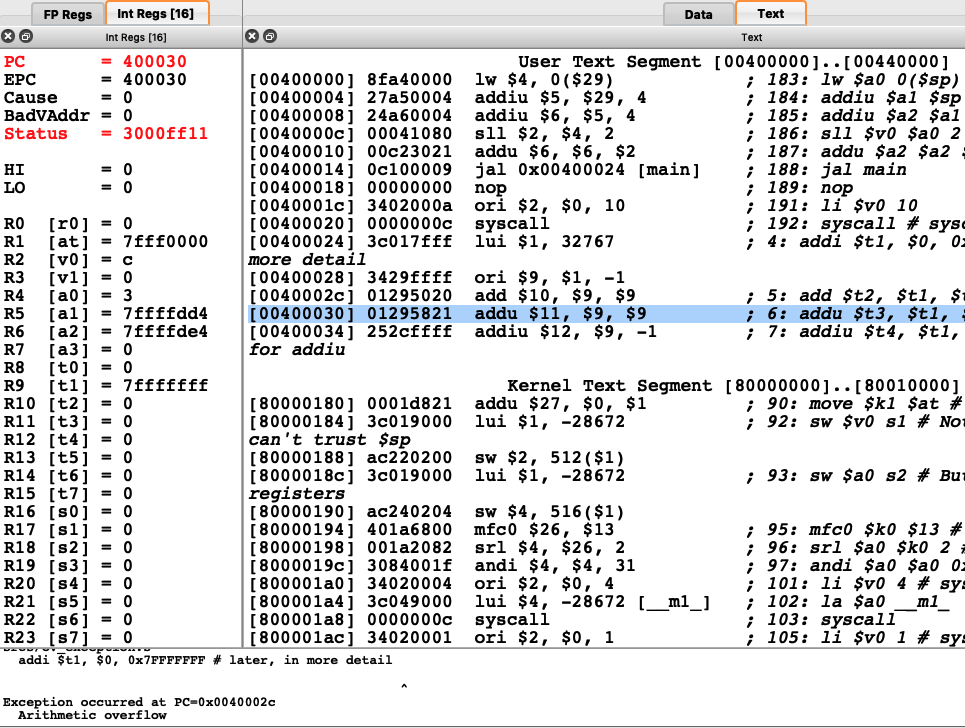 FP Regs
Int Regs [16]
Data
Text
Int Regs [16]
Text
PC = 400030
EPC = 400030
Cause = 0
BadVAddr = 0
Status = 3000ff11
HI = 0
LO = 0
R0 [r0] = 0
R1 [at] = 7fff0000
R2 [v0] = c
R3 [v1] = 0
R4 [a0] = 3
R5 [a1] = 7ffffdd4
R6 [a2] = 7ffffde4
R7 [a3] = 0
R8 [t0] = 0
R9 [t1] = 7fffffff
R10 [t2] = 0
R11 [t3] = 0
R12 [t4] = 0
R13 [t5] = 0
R14 [t6] = 0
R15 [t7] = 0
R16 [s0] = 0
R17 [s1] = 0
R18 [s2] = 0
R19 [s3] = 0
R20 [s4] = 0
R21 [s5] = 0
R22 [s6] = 0
R23 [s7] = 0
User Text Segment [00400000]..[00440000]
[00400000] 8fa40000 lw $4, 0($29) ; 183: lw $a0 0($sp)
[00400004] 27a50004 addiu $5, $29, 4 ; 184: addiu $a1 $sp
[00400008] 24a60004 addiu $6, $5, 4 ; 185: addiu $a2 $a1
[0040000c] 00041080 sll $2, $4, 2 ; 186: sll $v0 $a0 2
[00400010] 00c23021 addu $6, $6, $2 ; 187: addu $a2 $a2 $
[00400014] 0c100009 jal 0x00400024 [main] ; 188: jal main
[00400018] 00000000 nop ; 189: nop
[0040001c] 3402000a ori $2, $0, 10 ; 191: li $v0 10
[00400020] 0000000c syscall ; 192: syscall # sysc
[00400024] 3c017fff lui $1, 32767 ; 4: addi $t1, $0, 0x
more detail
[00400028] 3429ffff ori $9, $1, -1
[0040002c] 01295020 add $10, $9, $9 ; 5: add $t2, $t1, $t
[00400030] 01295821 addu $11, $9, $9 ; 6: addu $t3, $t1, $
[00400034] 252cffff addiu $12, $9, -1 ; 7: addiu $t4, $t1,
for addiu
Kernel Text Segment [80000000]..[80010000]
[80000180] 0001d821 addu $27, $0, $1 ; 90: move $k1 $at #
[80000184] 3c019000 lui $1, -28672 ; 92: sw $v0 s1 # Not
can't trust $sp
[80000188] ac220200 sw $2, 512($1)
[8000018c] 3c019000 lui $1, -28672 ; 93: sw $a0 s2 # But
registers
[80000190] ac240204 sw $4, 516($1)
[80000194] 401a6800 mfc0 $26, $13 ; 95: mfc0 $k0 $13 #
[80000198] 001a2082 srl $4, $26, 2 ; 96: srl $a0 $k0 2 #
[8000019c] 3084001f andi $4, $4, 31 ; 97: andi $a0 $a0 0x
[800001a0] 34020004 ori $2, $0, 4 ; 101: li $v0 4 # sys
[800001a4] 3c049000 lui $4, -28672 [__m1_] ; 102: la $a0 __m1_
[800001a8] 0000000c syscall ; 103: syscall
[800001ac] 34020001 ori $2, $0, 1 ; 105: li $v0 1 # sys
addi $t1, $0, 0x7FFFFFFF # later, in more detail
^
Exception occurred at PC=0x0040002c
Arithmetic overflow